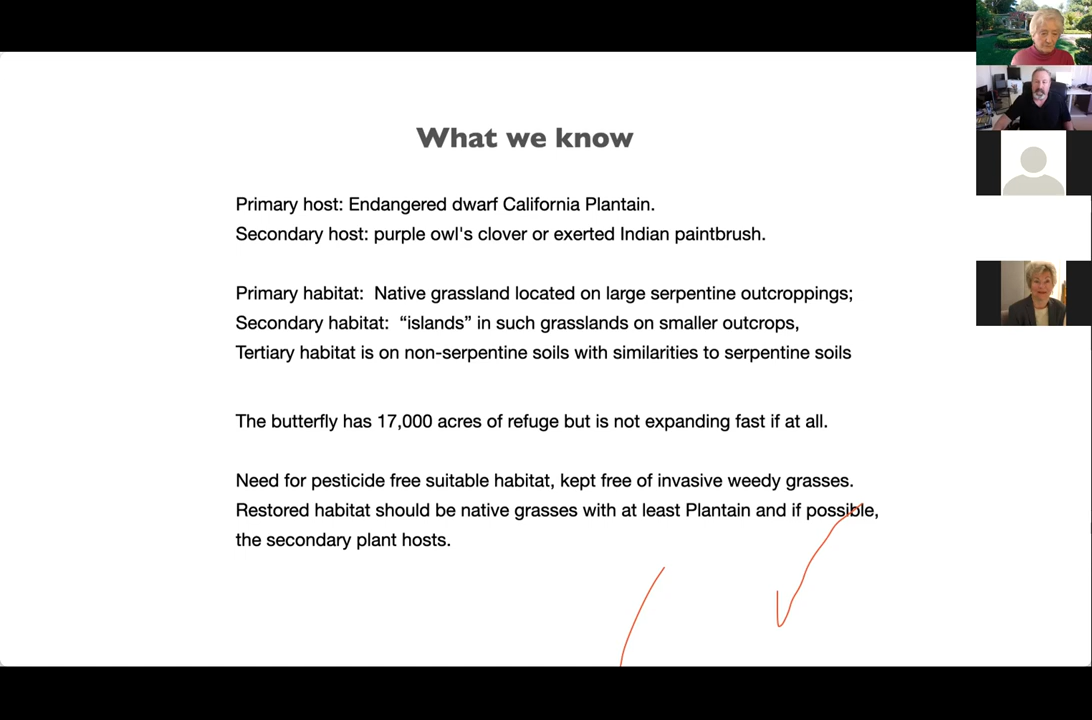 What we know
Primary host: Endangered dwarf California Plantain.
Secondary host: purple owl's clover or exerted Indian paintbrush.
Primary habitat:  Native grassland located on large serpentine outcroppings;
Secondary habitat:  “islands” in such grasslands on smaller outcrops,
Tertiary habitat is on non-serpentine soils with similarities to serpentine soils
The butterfly has 17,000 acres of refuge but is not expanding fast if at all.
Need for pesticide free suitable habitat, kept free of invasive weedy grasses.
Restored habitat should be native grasses with at least Plantain and if possible,
the secondary plant hosts.